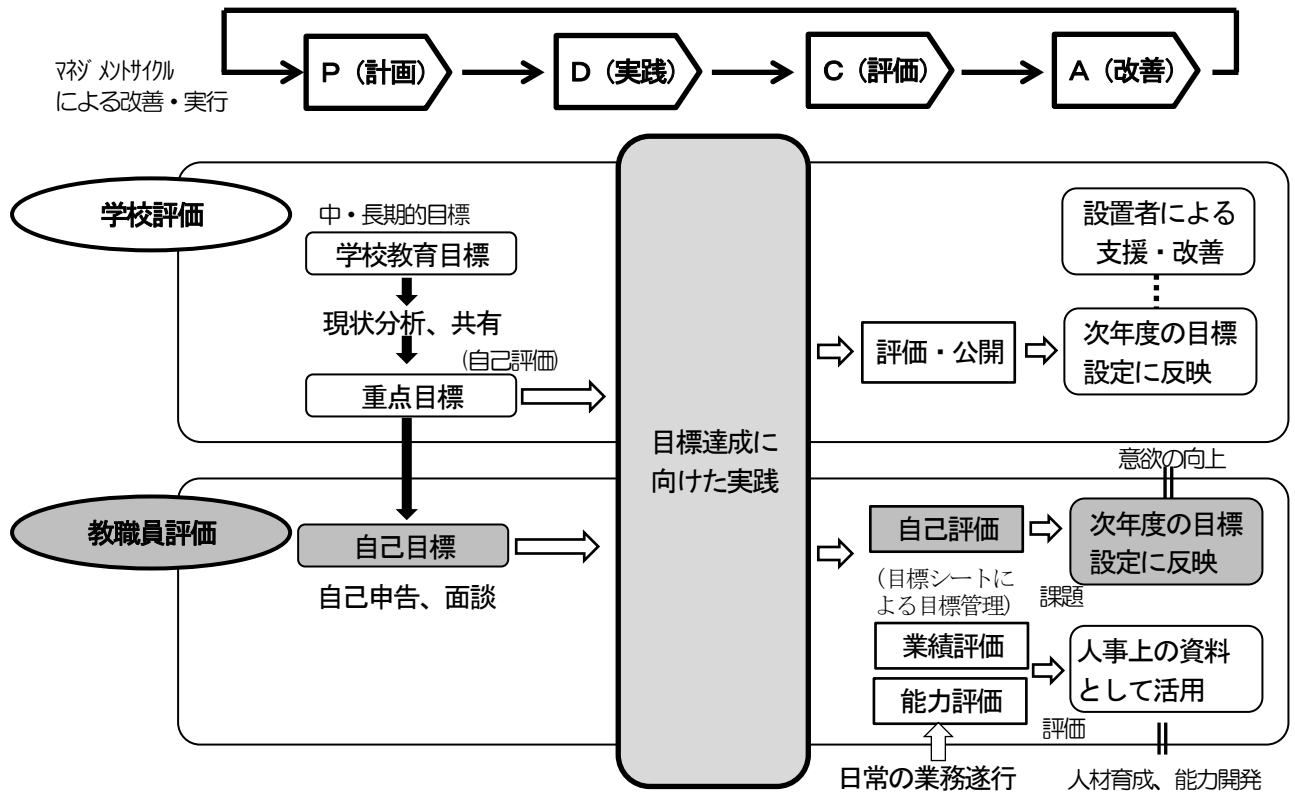 マネジメントサイクル
による改善・実行
P（計画）
D（実践）
C（評価）
A（改善）
学校評価
中・長期的目標
学校教育目標
現状分析、共有
(自己評価)
重点目標
目標達成に
向けた実践
評価・公開
設置者による
支援・改善
次年度の目標
設定に反映
意欲の向上
教職員評価
自己目標
自己申告、面談
自己評価
(目標シートに
よる目標管理)
次年度の目標
設定に反映
課題
業績評価
能力評価
人事上の資料
として活用
評価
日常の業務遂行
人材育成、能力開発